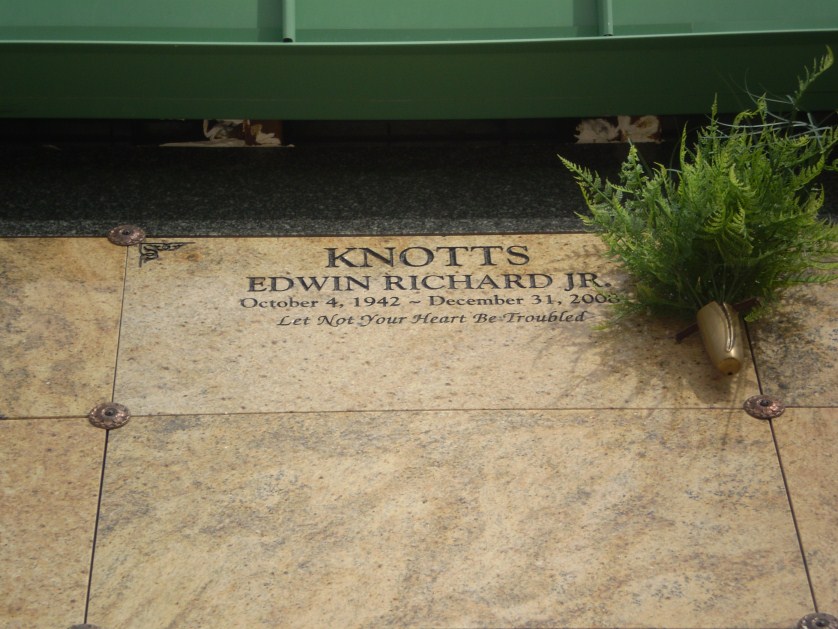 KNOTTS
EDWIN RICHARD JR.
October 4, 1942 ~ December 31, 2008
Let Not Your Heart Be Troubled